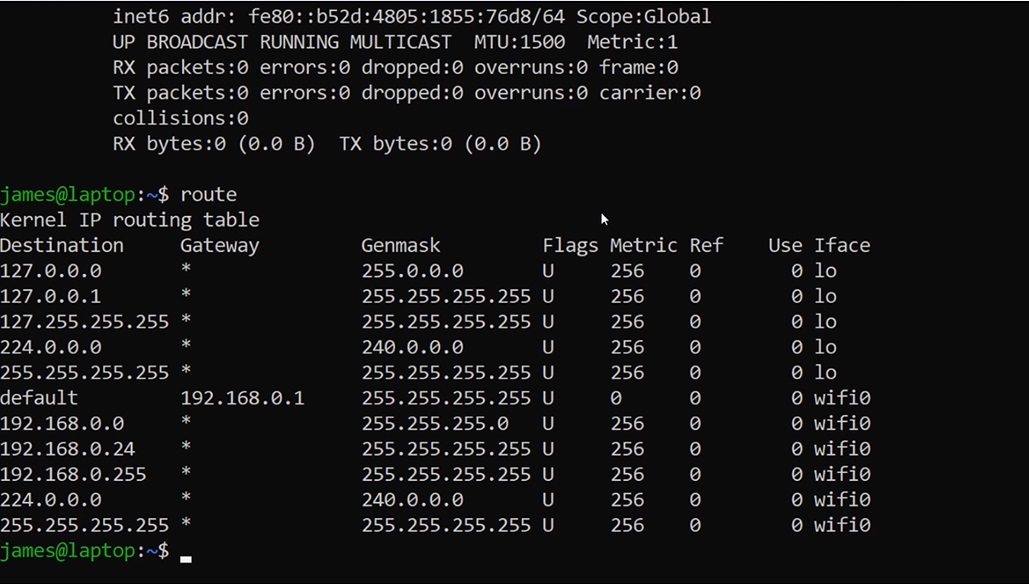 inet6 addr: fe80::b52d:4805:1855:76d8/64 Scope:Global
UP BROADCAST RUNNING MULTICAST  MTU:1500  Metric:1
RX packets:0 errors:0 dropped:0 overruns:0 frame:0
TX packets:0 errors:0 dropped:0 overruns:0 carrier:0
collisions:0
RX bytes:0 (0.0 B)  TX bytes:0 (0.0 B)
james@laptop:~$ route
Kernel IP routing table
Destination     Gateway         Genmask         Flags Metric Ref    Use Iface
127.0.0.0       *               255.0.0.0       U     256    0        0 lo
127.0.0.1       *               255.255.255.255 U     256    0        0 lo
127.255.255.255 *               255.255.255.255 U     256    0        0 lo
224.0.0.0       *               240.0.0.0       U     256    0        0 lo
255.255.255.255 *               255.255.255.255 U     256    0        0 lo
default         192.168.0.1     255.255.255.255 U     0      0        0 wifi0
192.168.0.0     *               255.255.255.0   U     256    0        0 wifi0
192.168.0.24    *               255.255.255.255 U     256    0        0 wifi0
192.168.0.255   *               255.255.255.255 U     256    0        0 wifi0
224.0.0.0       *               240.0.0.0       U     256    0        0 wifi0
255.255.255.255 *               255.255.255.255 U     256    0        0 wifi0
james@laptop:~$